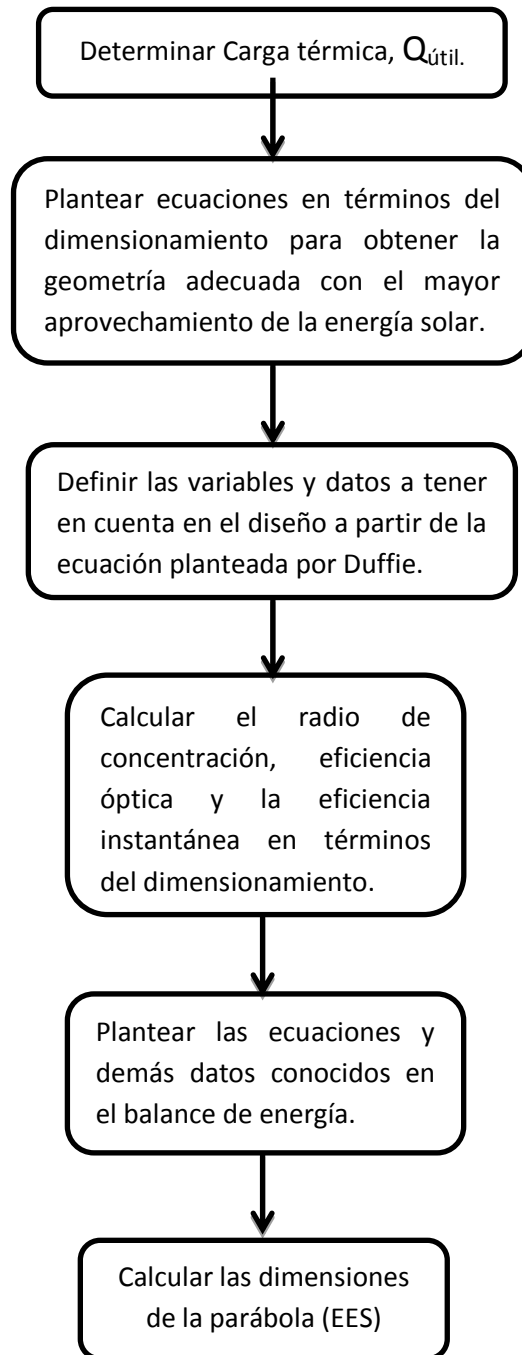 Determinar Carga térmica, Qútil.
Plantear ecuaciones en términos del
dimensionamiento para obtener la
geometría adecuada con el mayor
aprovechamiento de la energía solar.
Definir las variables y datos a tener
en cuenta en el diseño a partir de la
ecuación planteada por Duffie.
Calcular el radio de
concentración, eficiencia
óptica y la eficiencia
instantánea en términos
del dimensionamiento.
Plantear las ecuaciones y
demás datos conocidos en
el balance de energía.
Calcular las dimensiones
de la parábola (EES)